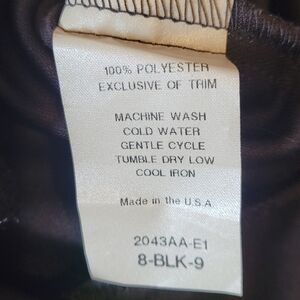 100% POLYESTER
EXCLUSIVE OF TRIM
MACHINE WASH
COLD WATER
GENTLE CYCLE
TUMBLE DRY LOW
COOL IRON
Made in the U.S.A.
2043AA-E1
8-BLK-9